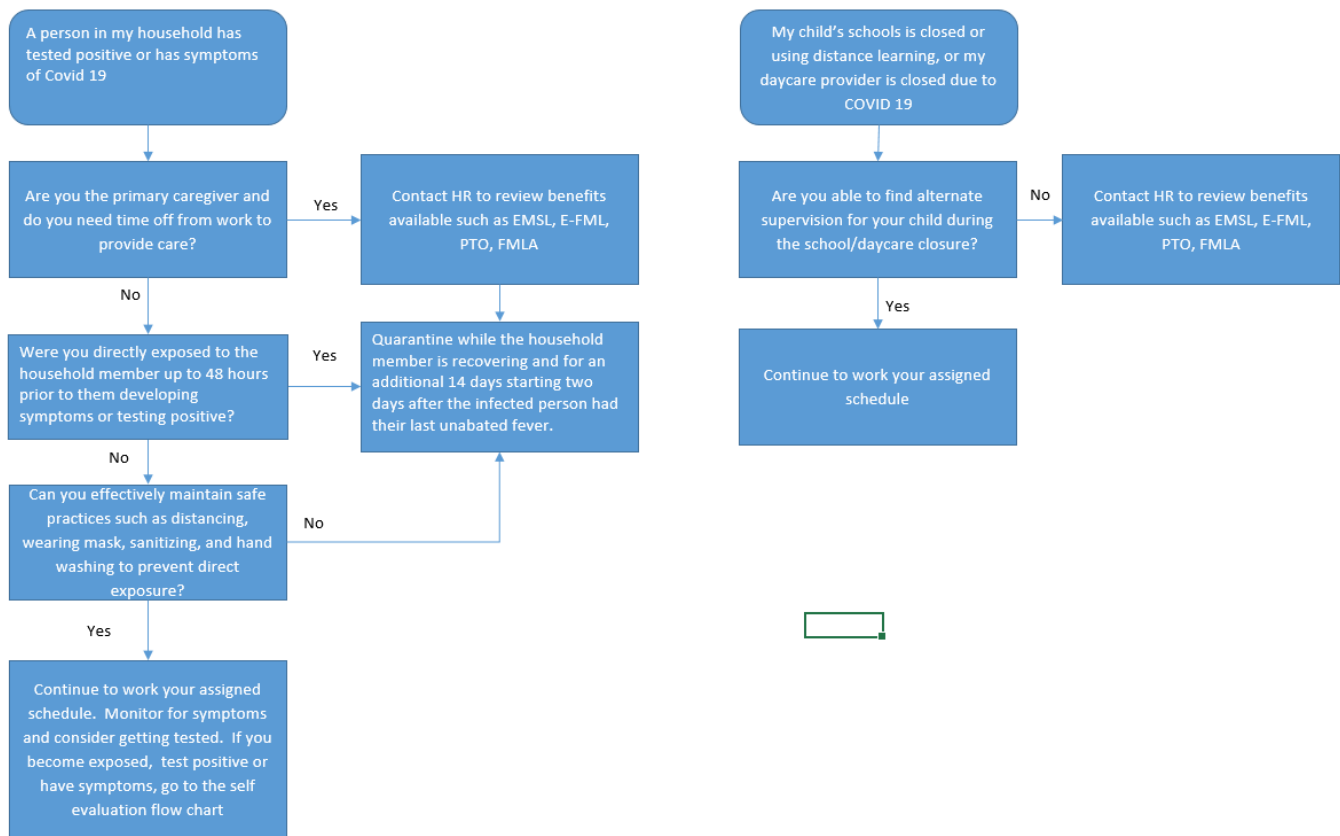 A person in my household has
tested positive or has symptoms
of Covid 19
Are you the primary caregiver and
do you need time off from work to
provide care?
Yes
Contact HR to review benefits
available such as EMSL, E-FML,
PTO, FMLA
No
Were you directly exposed to the
household member up to 48 hours
prior to them developing
symptoms or testing positive?
Yes
Quarantine while the household
member is recovering and for an
additional 14 days starting two
days after the infected person had
their last unabated fever.
No
Can you effectively maintain safe
practices such as distancing,
wearing mask, sanitizing, and hand
washing to prevent direct
exposure?
No
Yes
Continue to work your assigned
schedule.  Monitor for symptoms
and consider getting tested.  If you
become exposed,  test positive or
have symptoms, go to the self
evaluation flow chart
My child's schools is closed or
using distance learning, or my
daycare provider is closed due to
COVID 19
Are you able to find alternate
supervision for your child during
the school/daycare closure?
No
Contact HR to review benefits
available such as EMSL, E-FML,
PTO, FMLA
Yes
Continue to work your assigned
schedule